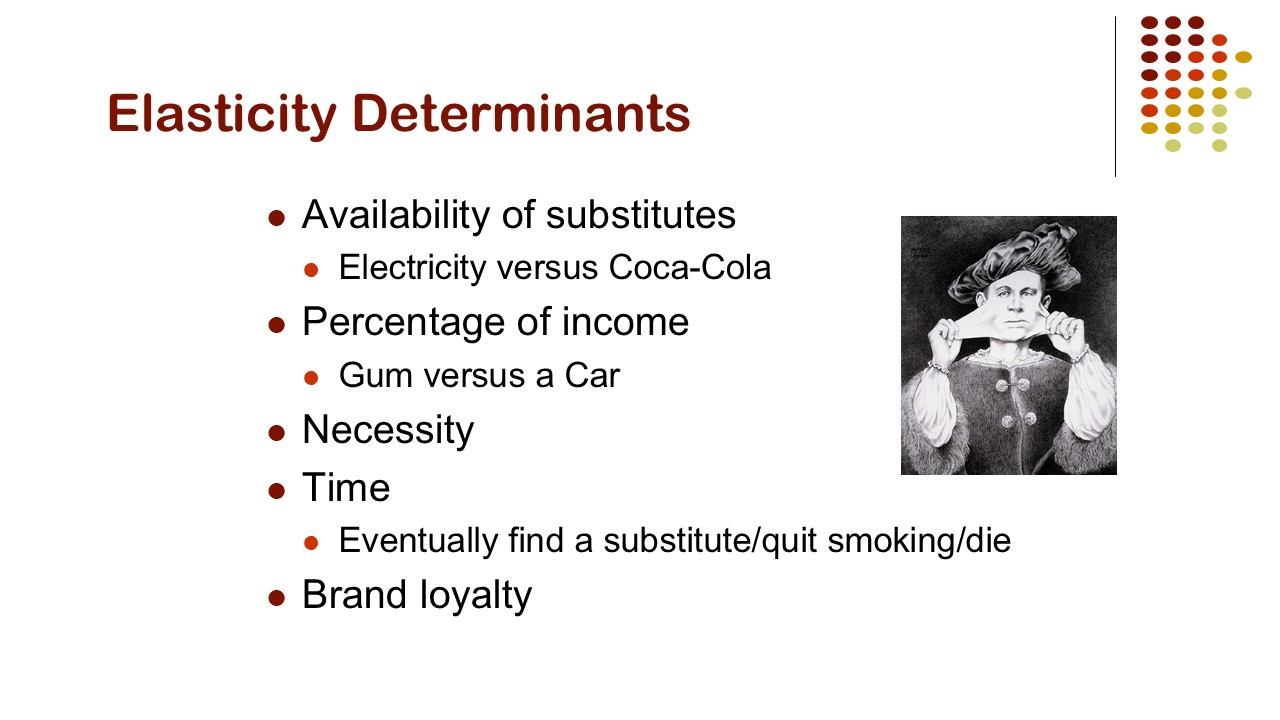 Elasticity Determinants
Availability of substitutes
Electricity versus Coca-Cola
Percentage of income
Gum versus a Car
Necessity
Time
Eventually find a substitute/quit smoking/die
Brand loyalty